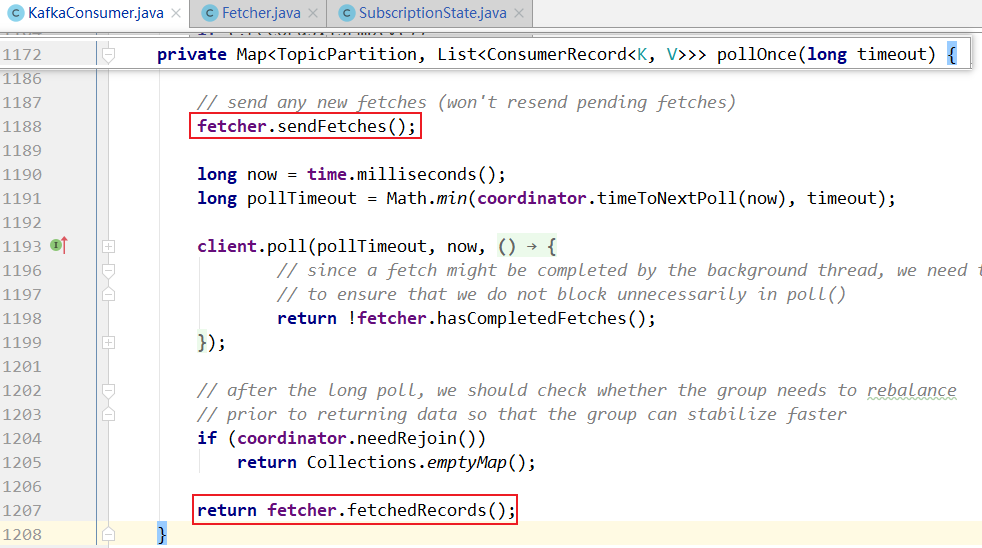 KafkaConsumer.java × Fetcher.java × SubscriptionState.java ×
1172 private Map<TopicPartition, List<ConsumerRecord<K, V>>> pollOnce(long timeout) {
1186
1187 // send any new fetches (won't resend pending fetches)
1188 fetcher.sendFetches();
1189
1190 long now = time.milliseconds();
1191 long pollTimeout = Math.min(coordinator.timeToNextPoll(now), timeout);
1192
1193 client.poll(pollTimeout, now, () → {
1196 // since a fetch might be completed by the background thread, we need
1197 // to ensure that we do not block unnecessarily in poll()
1198 return !fetcher.hasCompletedFetches();
1199 });
1201
1202 // after the long poll, we should check whether the group needs to rebalance
1203 // prior to returning data so that the group can stabilize faster
1204 if (coordinator.needRejoin())
1205 return Collections.emptyMap();
1206
1207 return fetcher.fetchedRecords();
1208 }